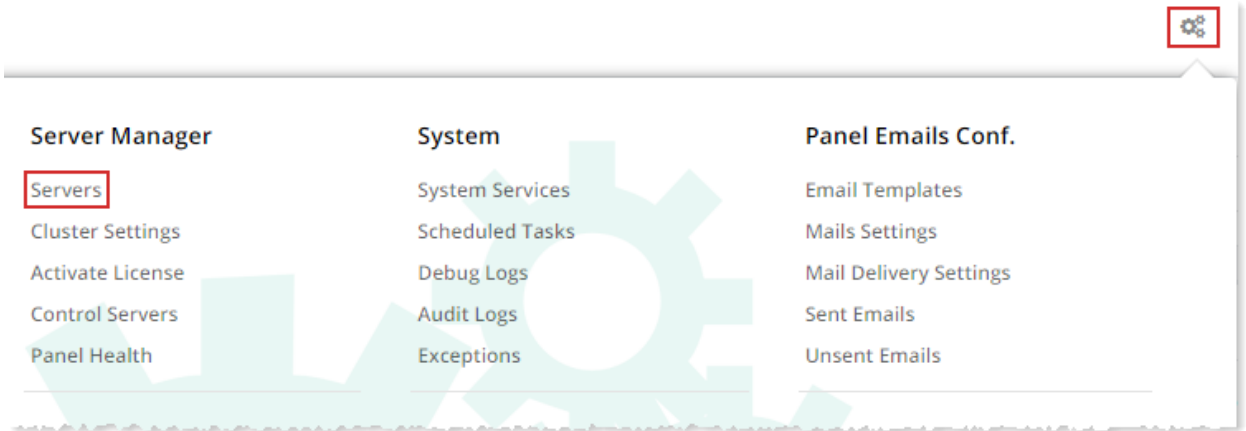 Server Manager
Servers
Cluster Settings
Activate License
Control Servers
Panel Health
System
System Services
Scheduled Tasks
Debug Logs
Audit Logs
Exceptions
Panel Emails Conf.
Email Templates
Mails Settings
Mail Delivery Settings
Sent Emails
Unsent Emails